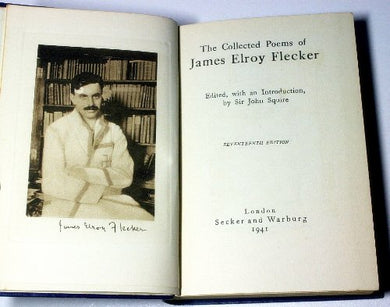 James Elroy Flecker
The Collected Poems of
James Elroy Flecker
Edited, with an Introduction,
by Sir John Squire
SEVENTEENTH EDITION
London
Secker and Warburg
1941